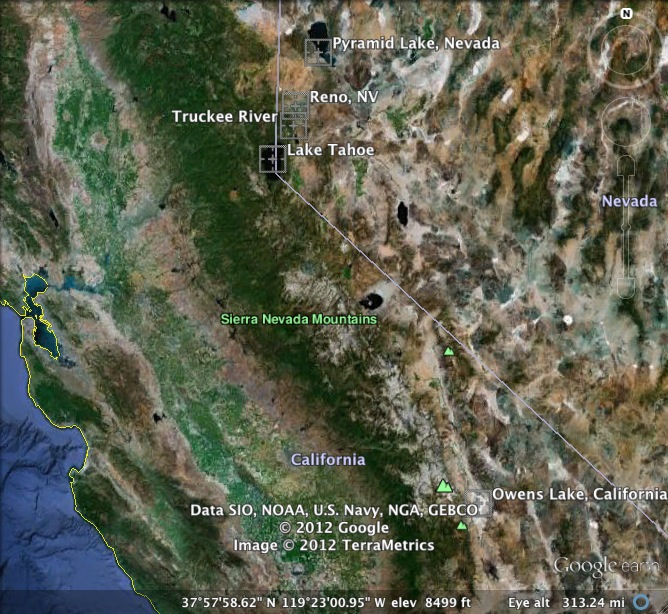 N
Pyramid Lake, Nevada
Reno, NV
Truckee River
Lake Tahoe
Nevada
Sierra Nevada Mountains
California
Owens Lake, California
Data SIO, NOAA, U.S. Navy, NGA, GEBCO
© 2012 Google
Image © 2012 TerraMetrics
Google earth
37°57'58.62" N 119°23'00.95" W elev 8499 ft Eye alt 313.24 mi